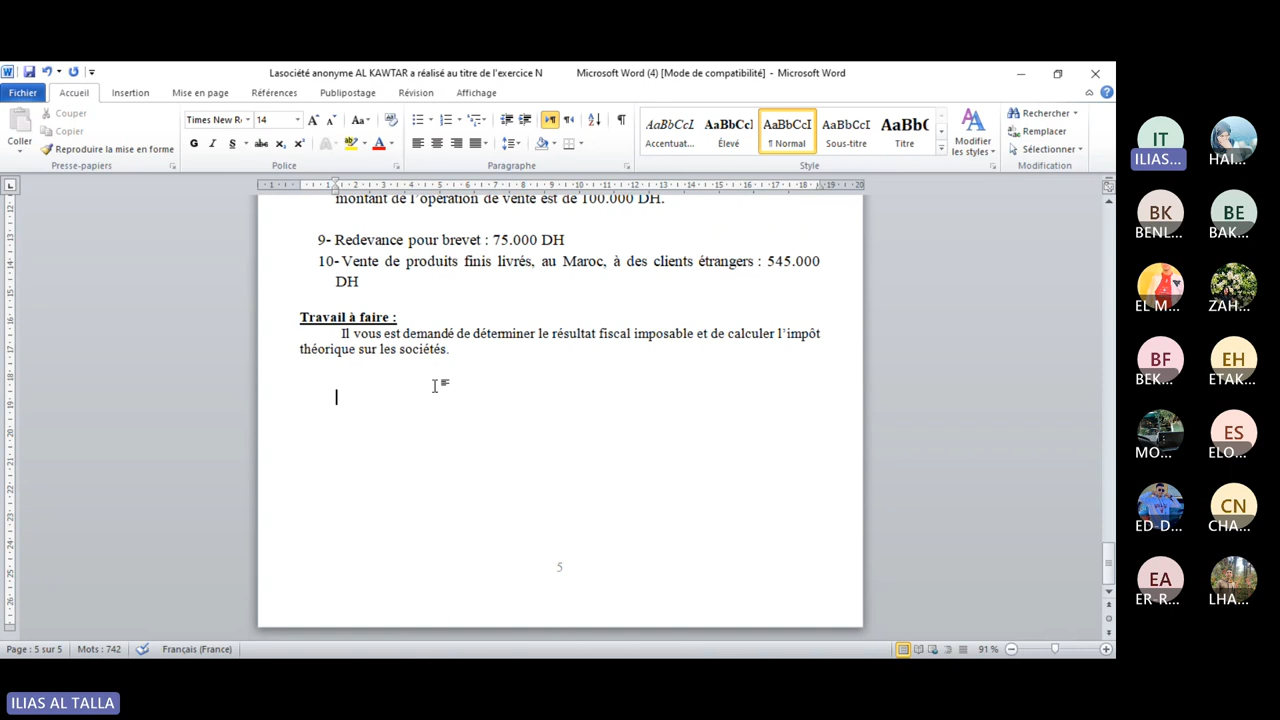 Lasociété anonyme AL KAWTAR a réalisé au titre de l'exercice N Microsoft Word (4) [Mode de compatibilité] - Microsoft Word
Fichier Accueil Insertion Mise en page Références Publipostage Révision Affichage
Couper
Copier
Coller
Reproduire la mise en forme
Presse-papiers
Times New R 14
Police
Paragraphe
AaBbCcI AaBbCcl AaBbCcI AaBbCcl AaBb(
Accentuat... Élevé ¶ Normal Sous-titre Titre
Modifier les styles
Style
Rechercher
Remplacer
Sélectionner
Modification
montant de l'opération de vente est de 100.000 DH.
9- Redevance pour brevet : 75.000 DH
10- Vente de produits finis livrés, au Maroc, à des clients étrangers : 545.000
DH
Travail à faire :
Il vous est demandé de déterminer le résultat fiscal imposable et de calculer l'impôt
théorique sur les sociétés.
5
Page : 5 sur 5 Mots : 742 Français (France) 91 %
IT BK BE BF EH ES CN EA
ILIAS... HAI...
BENL... BAK...
EL M... ZAH...
BEK... ETAK...
MO... ELO...
ED-D... CHA...
ER-R... LHA...
ILIAS AL TALLA